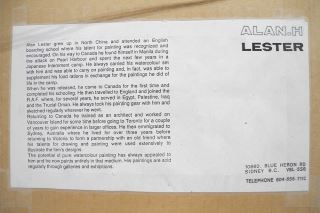 ALAN.H
LESTER
Alan Lester grew up in North China and attended an English
boarding school where his talent for painting was recognized and
encouraged. On his way to Canada he found himself in Manila during
the attack on Pearl Harbour and spent the next few years in a
Japanese Internment camp. He always carried his watercolour set
with him and was able to carry on painting and, in fact, was able to
supplement his food rations in exchange for the paintings he did of
life in the camp.
When he was released, he came to Canada for the first time and
completed his schooling. He then travelled to England and joined the
R.A.F. where, for several years, he served in Egypt, Palestine, Iraq
and the Trucial Omans. He always took his painting gear with him and
sketched regularly wherever he went.
Returning to Canada he trained as an architect and worked on
Vancouver Island for some time before going to Toronto for a couple
of years to gain experience in larger offices. He then emmigrated to
Sydney, Australia where he lived for over three years before
returning to Victoria to form a partnership with an old friend where
his talents for drawing and painting were used extensively to
illustrate the firm's designs.
The potential of pure watercolour painting has always appealed to
him and he now paints entirely in this medium. His paintings are sold
regularly through galleries and exhibitions.
10880, BLUE HERON RD
SIDNEY B.C.
TELEPHONE 604-656-